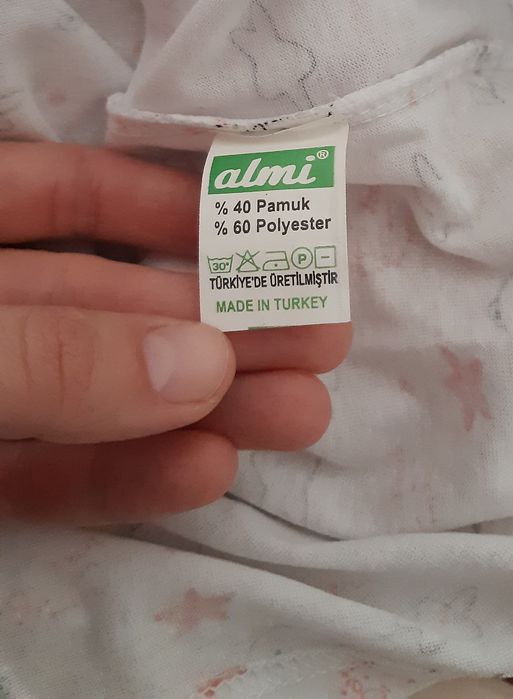 almi®
% 40 Pamuk
% 60 Polyester
30° P
TÜRKİYE'DE ÜRETİLMİŞTİR
MADE IN TURKEY